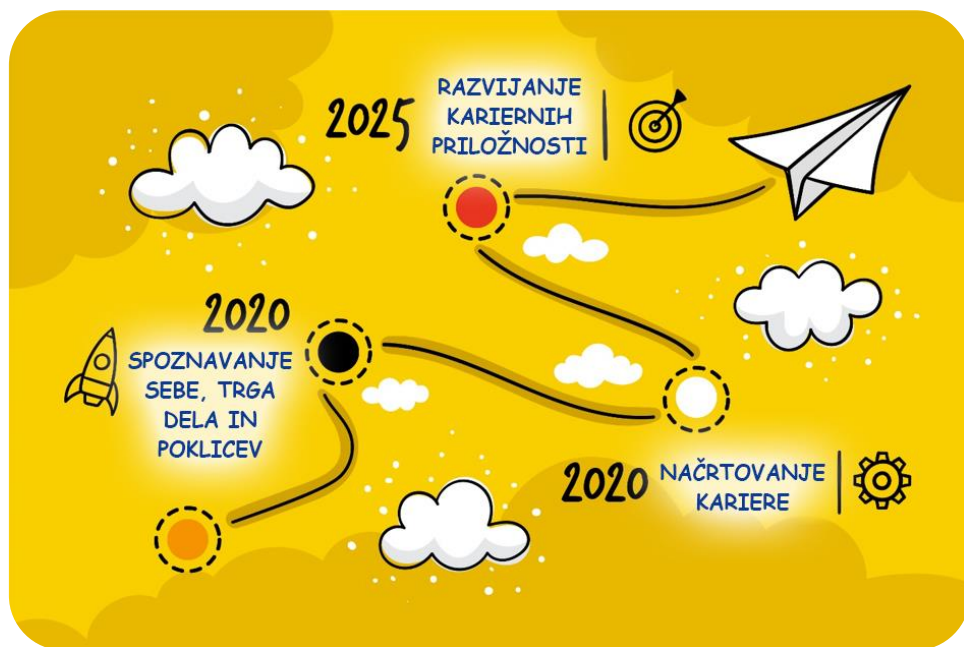 2025
RAZVIJANJE
KARIERNIH
PRILOŽNOSTI
2020
SPOZNAVANJE
SEBE, TRGA
DELA IN
POKLICEV
2020
NAČRTOVANJE
KARIERE